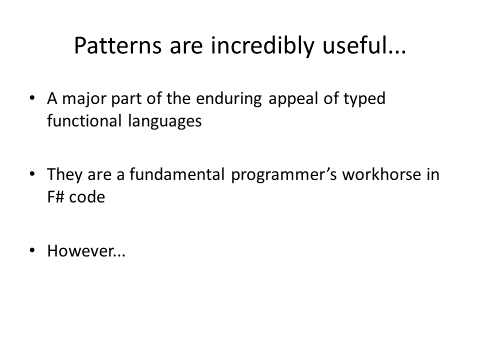 Patterns are incredibly useful...
• A major part of the enduring appeal of typed
functional languages
• They are a fundamental programmer’s workhorse in
F# code
• However...